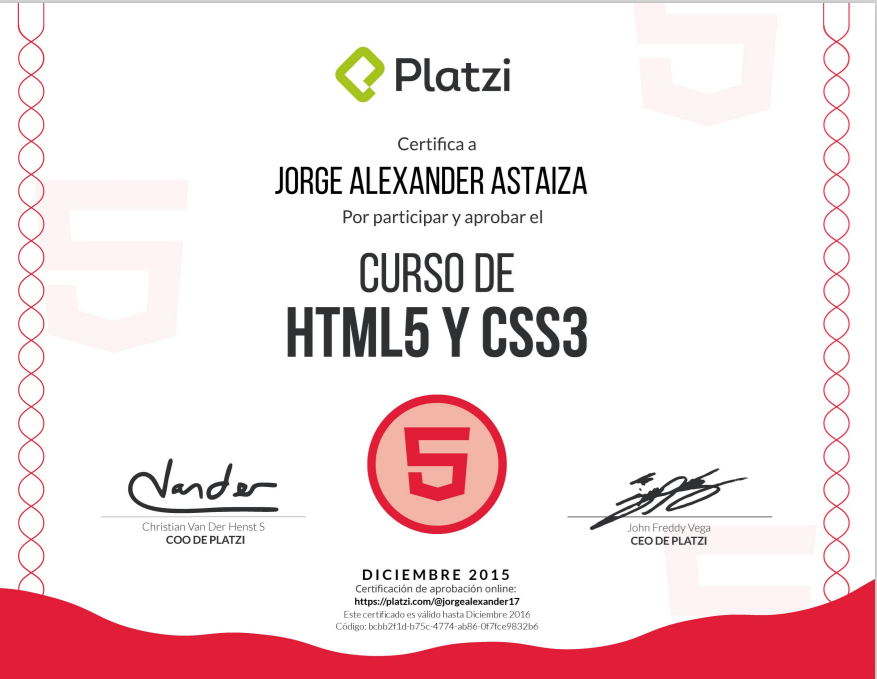 Platzi
Certifica a
JORGE ALEXANDER ASTAIZA
Por participar y aprobar el
CURSO DE
HTML5 Y CSS3
5
Vander
Christian Van Der Henst S
COO DE PLATZI
John Freddy Vega
CEO DE PLATZI
DICIEMBRE 2015
Certificación de aprobación online:
https://platzi.com/@jorgealexander17
Este certificado es válido hasta Diciembre 2016
Código: bcbb2f1d-b75c-4774-ab86-0f7fce9832b6